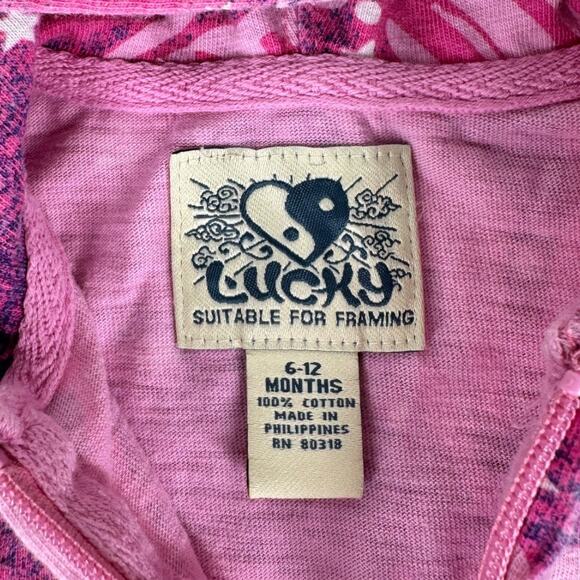 LUCKY
SUITABLE FOR FRAMING
6-12
MONTHS
100% COTTON
MADE IN
PHILIPPINES
RN 80318